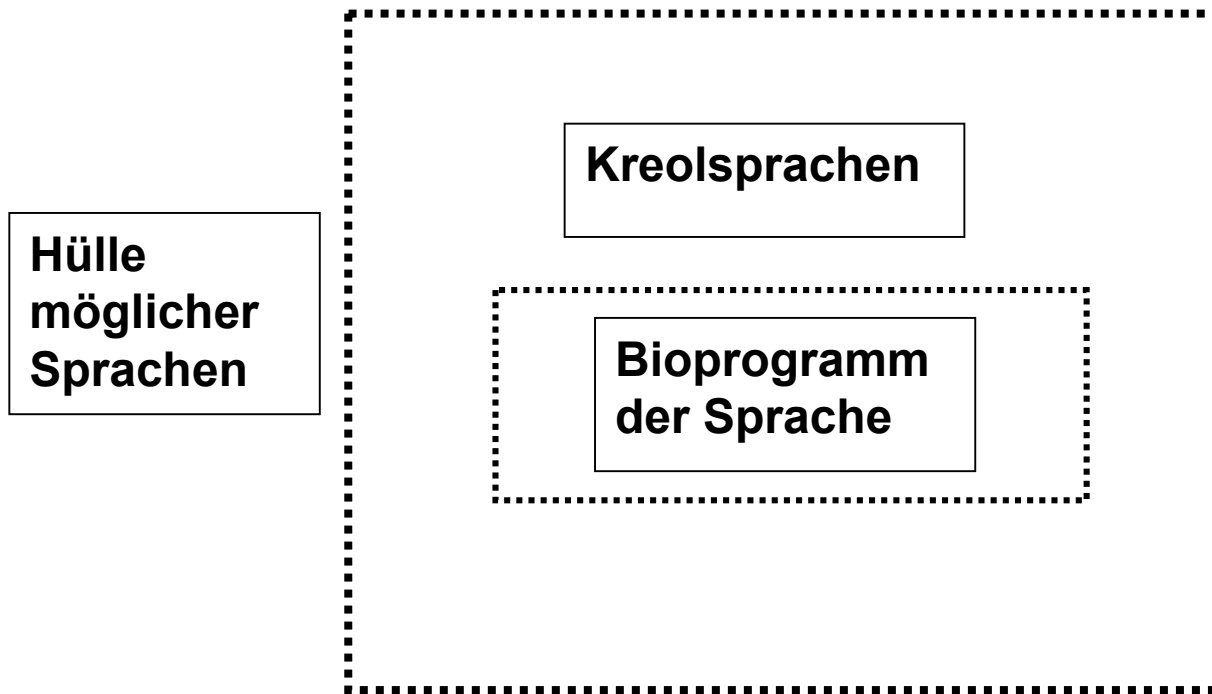 Kreolsprachen
Hülle
möglicher
Sprachen
Bioprogramm
der Sprache